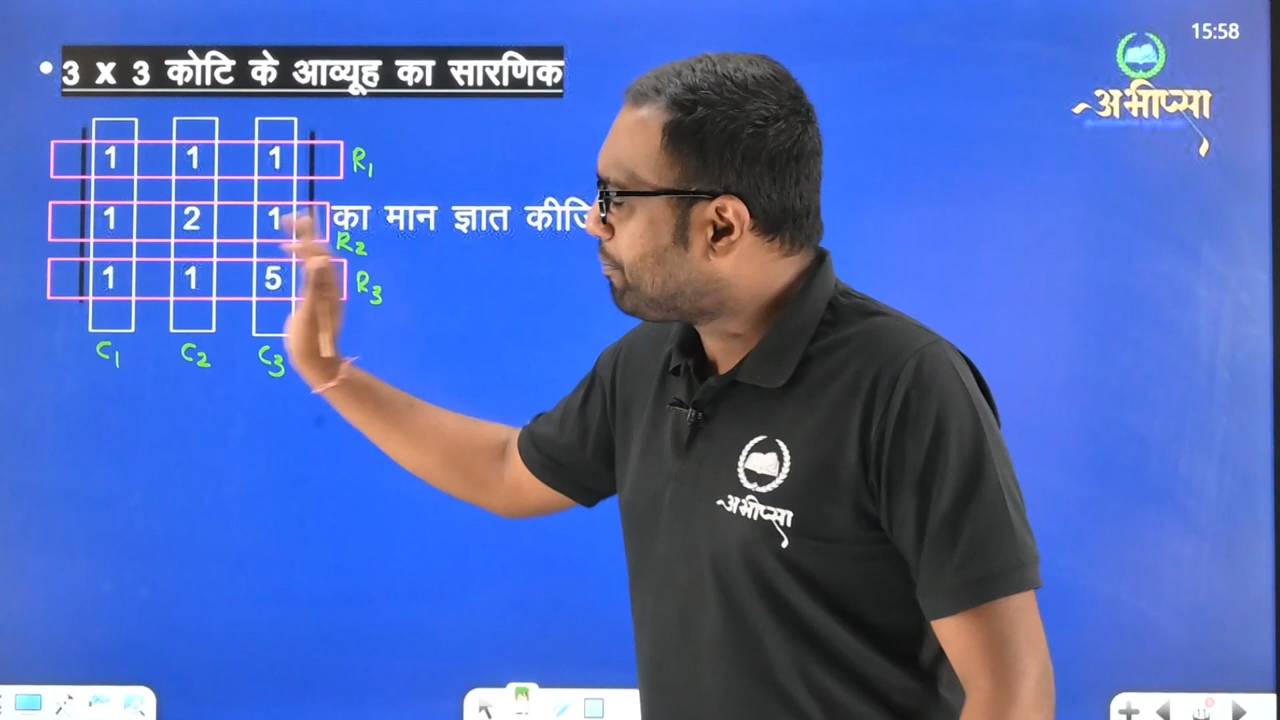 15:58
• 3 x 3 कोटि के आव्यूह का सारणिक
अभीप्सा
1 1 1 R1
1 2 1 का मान ज्ञात
R2
1 1 5 R3
C1 C2 C3
अभीप्सा